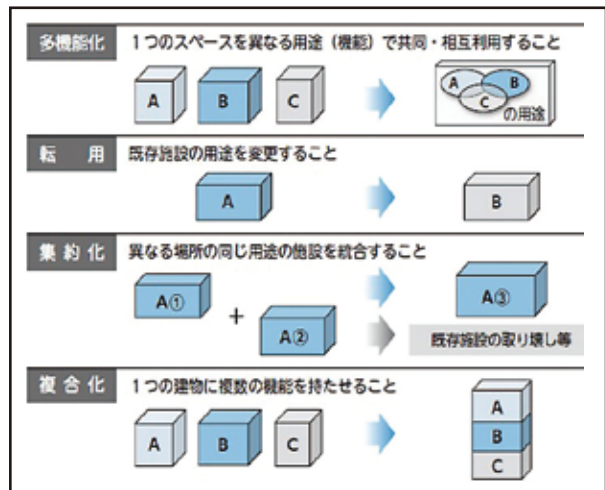 多機能化 1つのスペースを異なる用途（機能）で共同・相互利用すること
A B C A B C の用途
転用 既存施設の用途を変更すること
A B
集約化 異なる場所の同じ用途の施設を統合すること
A① + A② A③
既存施設の取り壊し等
複合化 1つの建物に複数の機能を持たせること
A B C
A
B
C